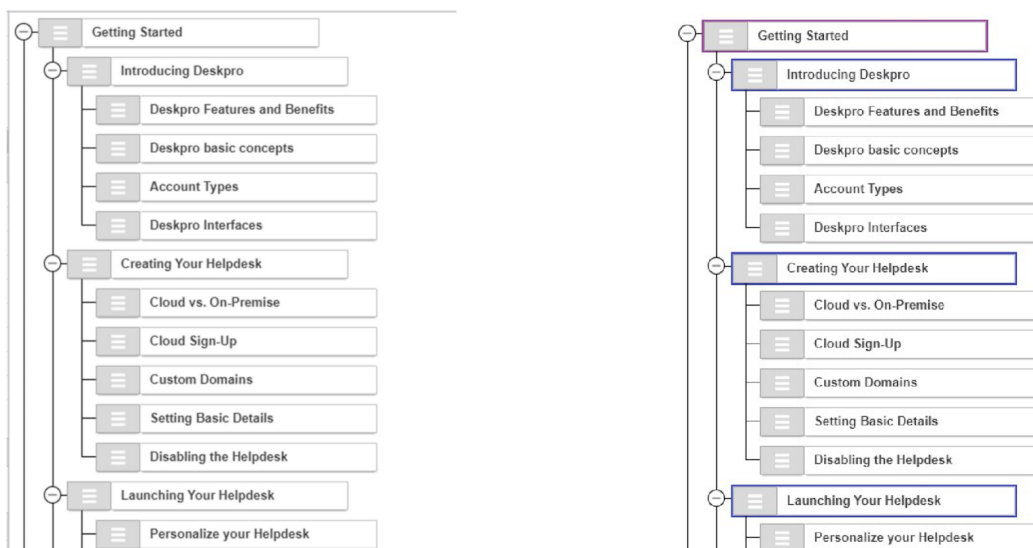 Getting Started
Introducing Deskpro
Deskpro Features and Benefits
Deskpro basic concepts
Account Types
Deskpro Interfaces
Creating Your Helpdesk
Cloud vs. On-Premise
Cloud Sign-Up
Custom Domains
Setting Basic Details
Disabling the Helpdesk
Launching Your Helpdesk
Personalize your Helpdesk
Getting Started
Introducing Deskpro
Deskpro Features and Benefits
Deskpro basic concepts
Account Types
Deskpro Interfaces
Creating Your Helpdesk
Cloud vs. On-Premise
Cloud Sign-Up
Custom Domains
Setting Basic Details
Disabling the Helpdesk
Launching Your Helpdesk
Personalize your Helpdesk